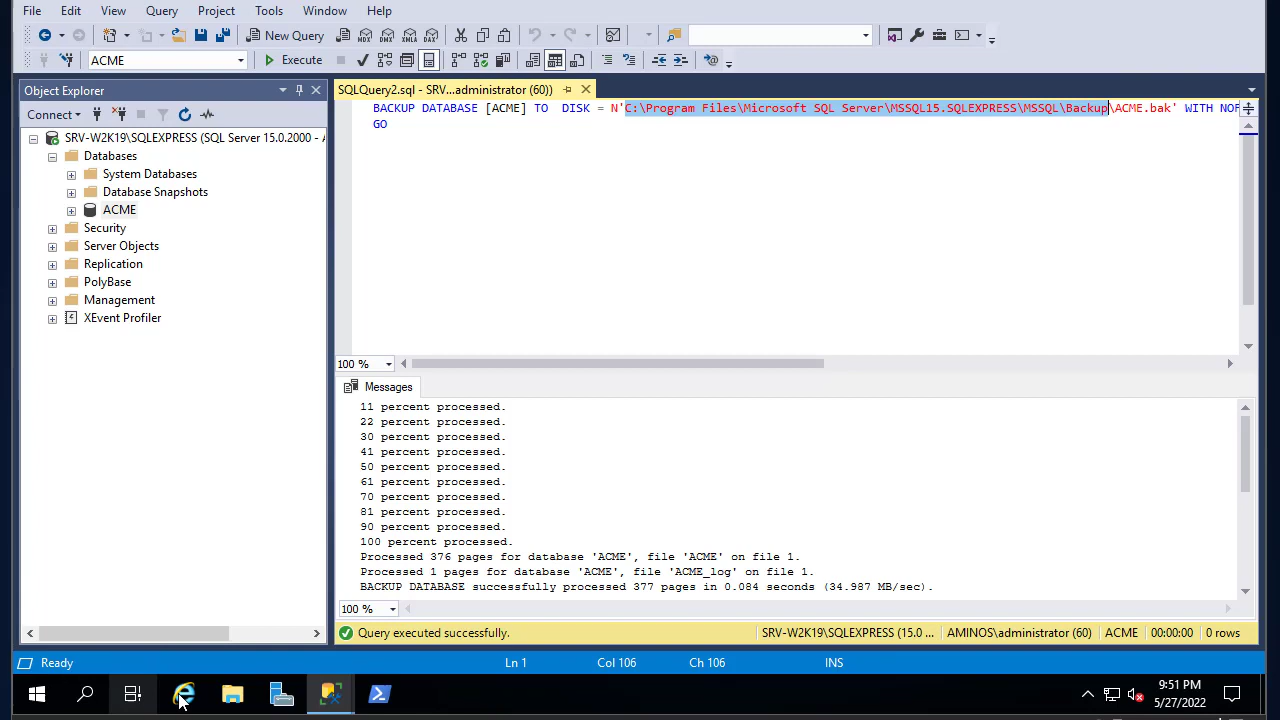 File Edit View Query Project Tools Window Help
New Query
ACME Execute
Object Explorer
Connect
SRV-W2K19\SQLEXPRESS (SQL Server 15.0.2000 - A
Databases
System Databases
Database Snapshots
ACME
Security
Server Objects
Replication
PolyBase
Management
XEvent Profiler
SQLQuery2.sql - SRV...administrator (60))
BACKUP DATABASE [ACME] TO  DISK = N'C:\Program Files\Microsoft SQL Server\MSSQL15.SQLEXPRESS\MSSQL\Backup\ACME.bak' WITH NOF
GO
100 %
Messages
11 percent processed.
22 percent processed.
30 percent processed.
41 percent processed.
50 percent processed.
61 percent processed.
70 percent processed.
81 percent processed.
90 percent processed.
100 percent processed.
Processed 376 pages for database 'ACME', file 'ACME' on file 1.
Processed 1 pages for database 'ACME', file 'ACME_log' on file 1.
BACKUP DATABASE successfully processed 377 pages in 0.084 seconds (34.987 MB/sec).
100 %
Query executed successfully. SRV-W2K19\SQLEXPRESS (15.0 ... AMINOS\administrator (60) ACME 00:00:00 0 rows
Ready Ln 1 Col 106 Ch 106 INS
9:51 PM
5/27/2022